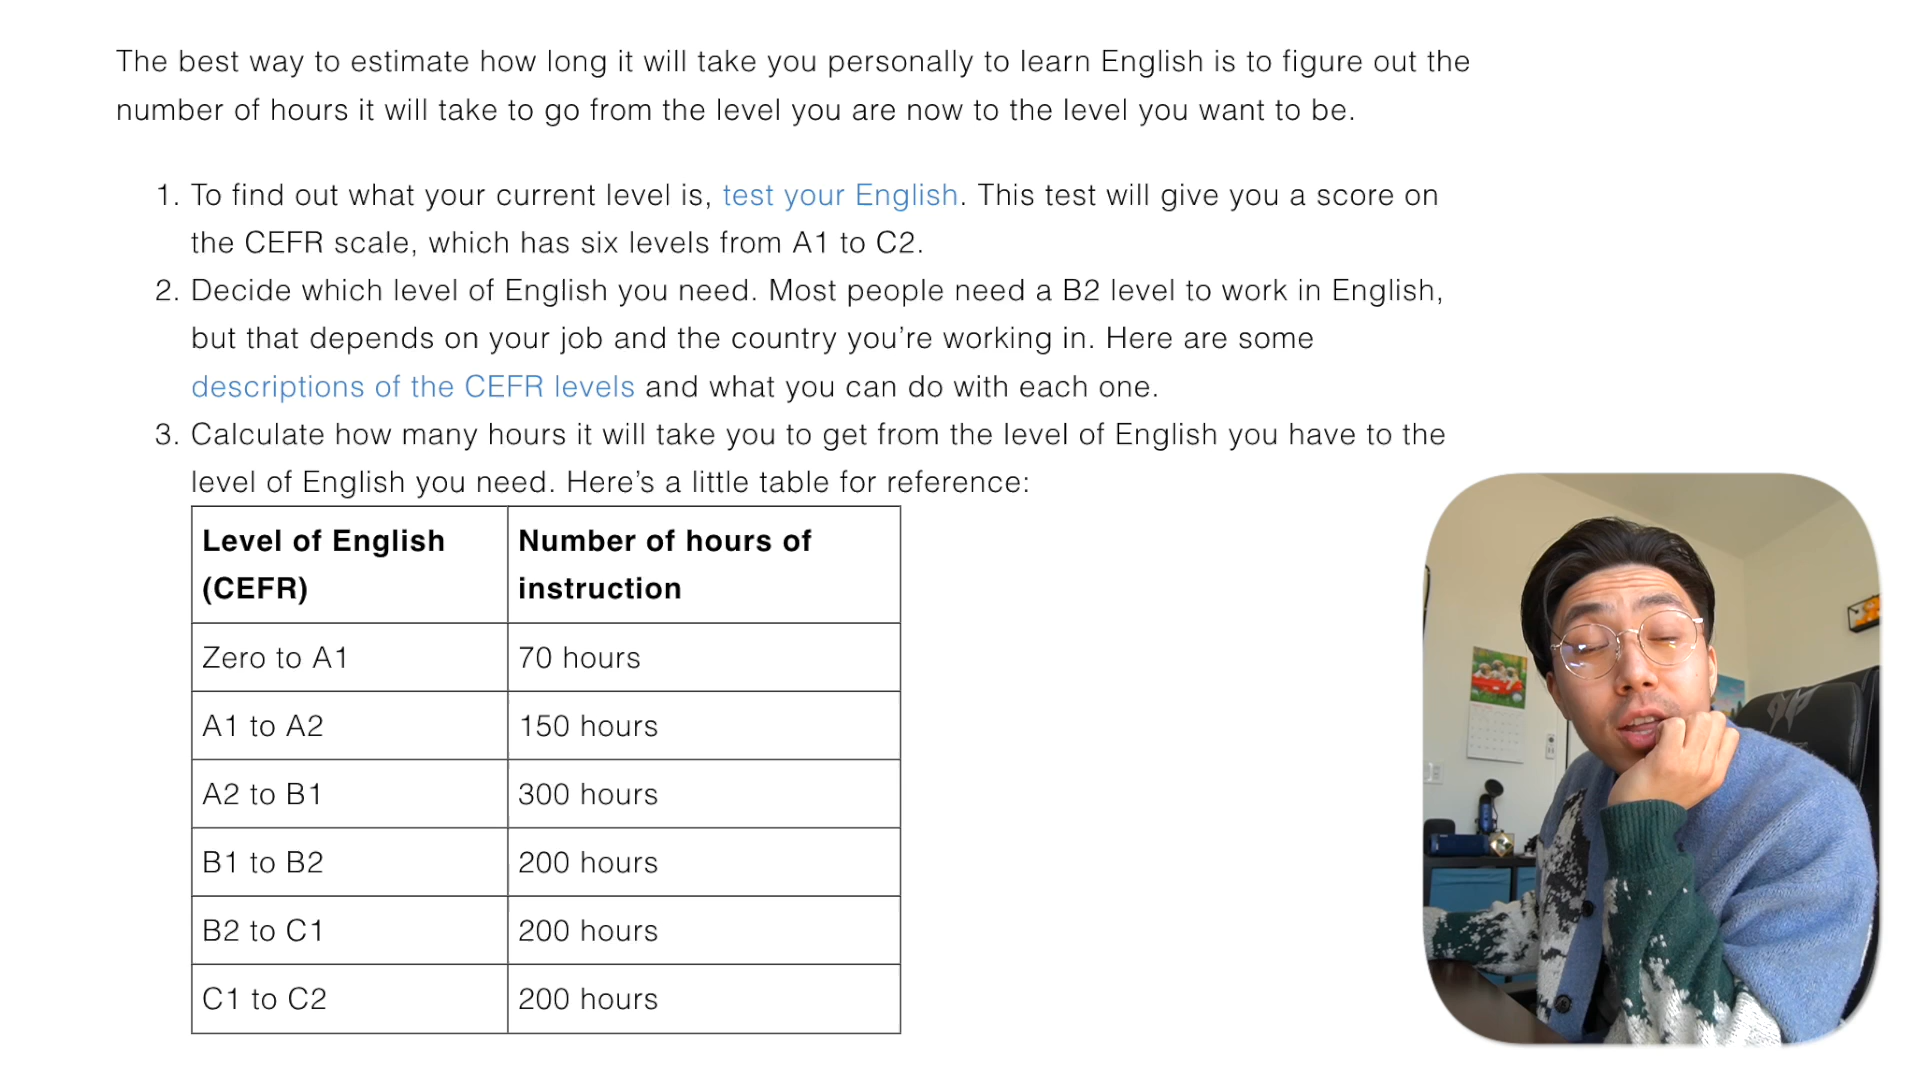 The best way to estimate how long it will take you personally to learn English is to figure out the
number of hours it will take to go from the level you are now to the level you want to be.
1. To find out what your current level is, test your English. This test will give you a score on
the CEFR scale, which has six levels from A1 to C2.
2. Decide which level of English you need. Most people need a B2 level to work in English,
but that depends on your job and the country you’re working in. Here are some
descriptions of the CEFR levels and what you can do with each one.
3. Calculate how many hours it will take you to get from the level of English you have to the
level of English you need. Here’s a little table for reference:
Level of English (CEFR)
Number of hours of instruction
Zero to A1 70 hours
A1 to A2 150 hours
A2 to B1 300 hours
B1 to B2 200 hours
B2 to C1 200 hours
C1 to C2 200 hours